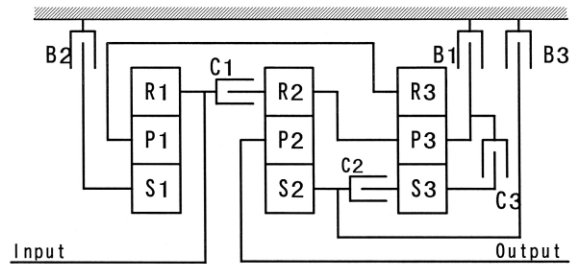 B2 B1 B3
C1
R1 R2 R3
P1 P2 P3
C2
S1 S2 S3
C3
Input Output